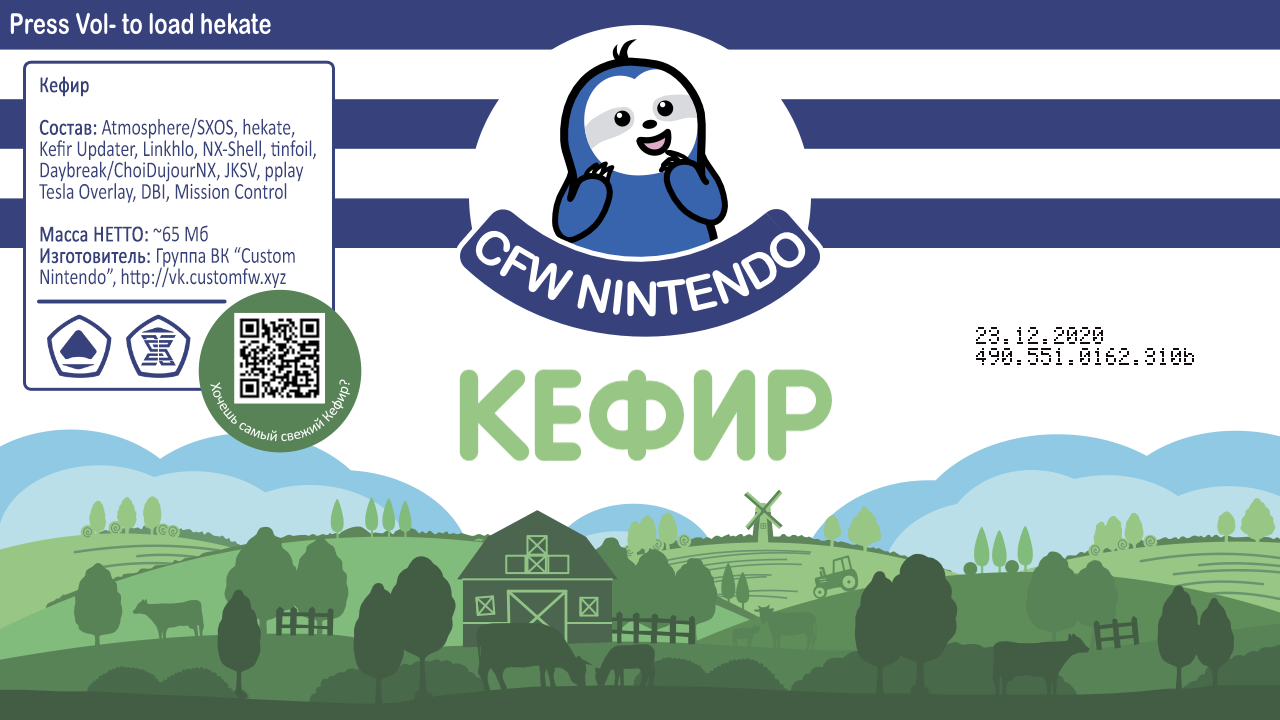 Press Vol- to load hekate
Кефир
Состав: Atmosphere/SXOS, hekate,
Kefir Updater, Linkhlo, NX-Shell, tinfoil,
Daybreak/ChoiDujourNX, JKSV, pplay
Tesla Overlay, DBI, Mission Control
Масса НЕТТО: ~65 Мб
Изготовитель: Группа ВК “Custom
Nintendo”, http://vk.customfw.xyz
Хочешь самый свежий Кефир?
CFW NINTENDO
КЕФИР
23.12.2020
490.551.0162.310b